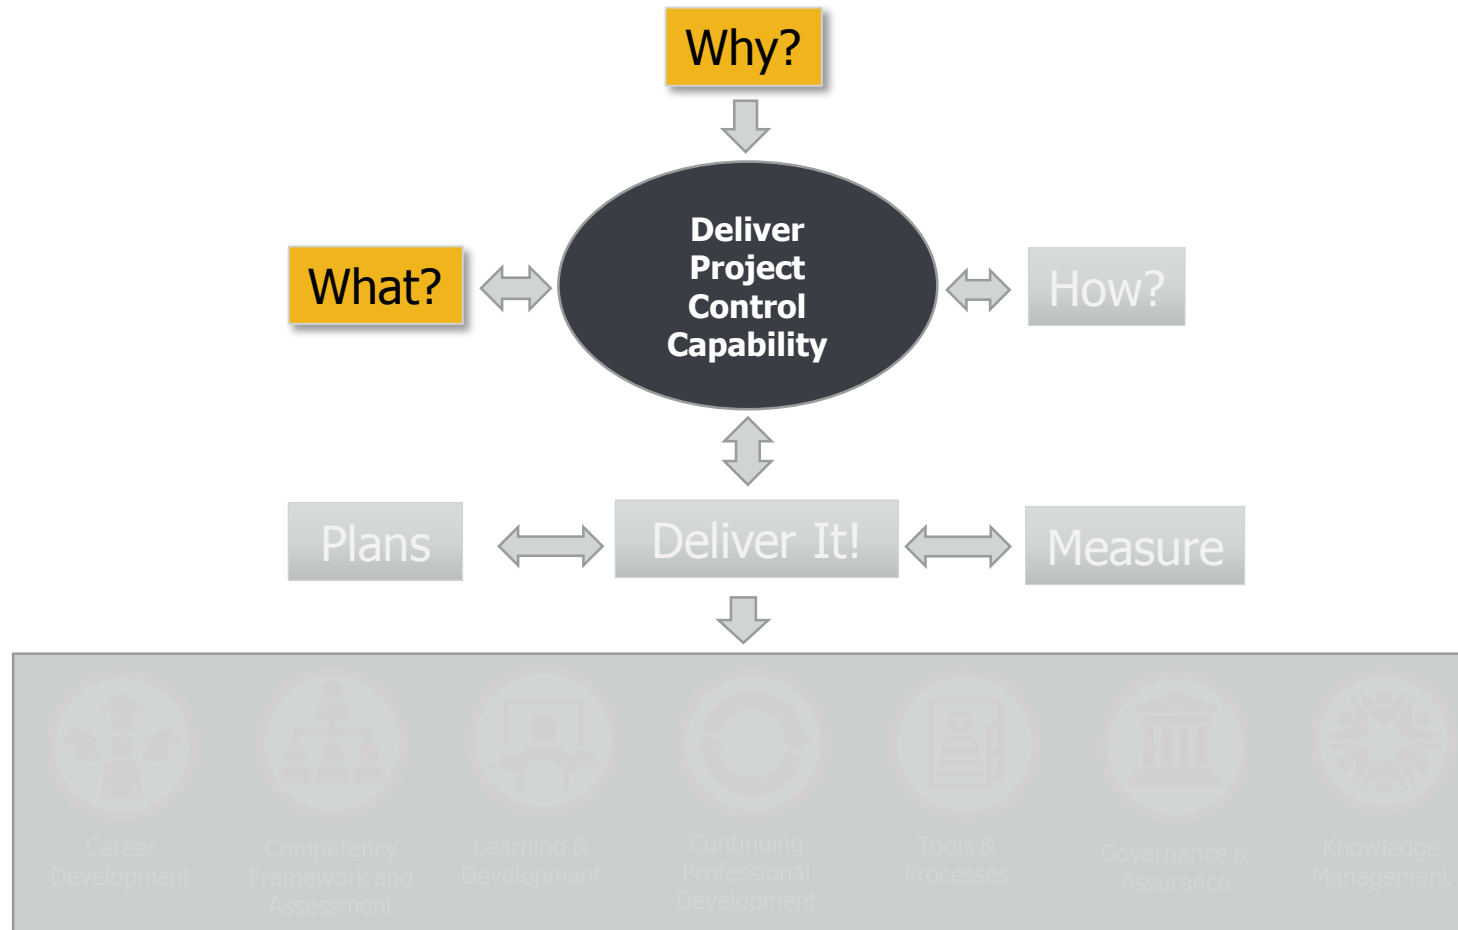 Why?
Deliver
Project
Control
Capability
What?
How?
Plans
Deliver It!
Measure
Career
Development
Competency
Framework and
Assessment
Learning &
Development
Continuing
Professional
Development
Tools &
Processes
Governance &
Assurance
Knowledge
Management